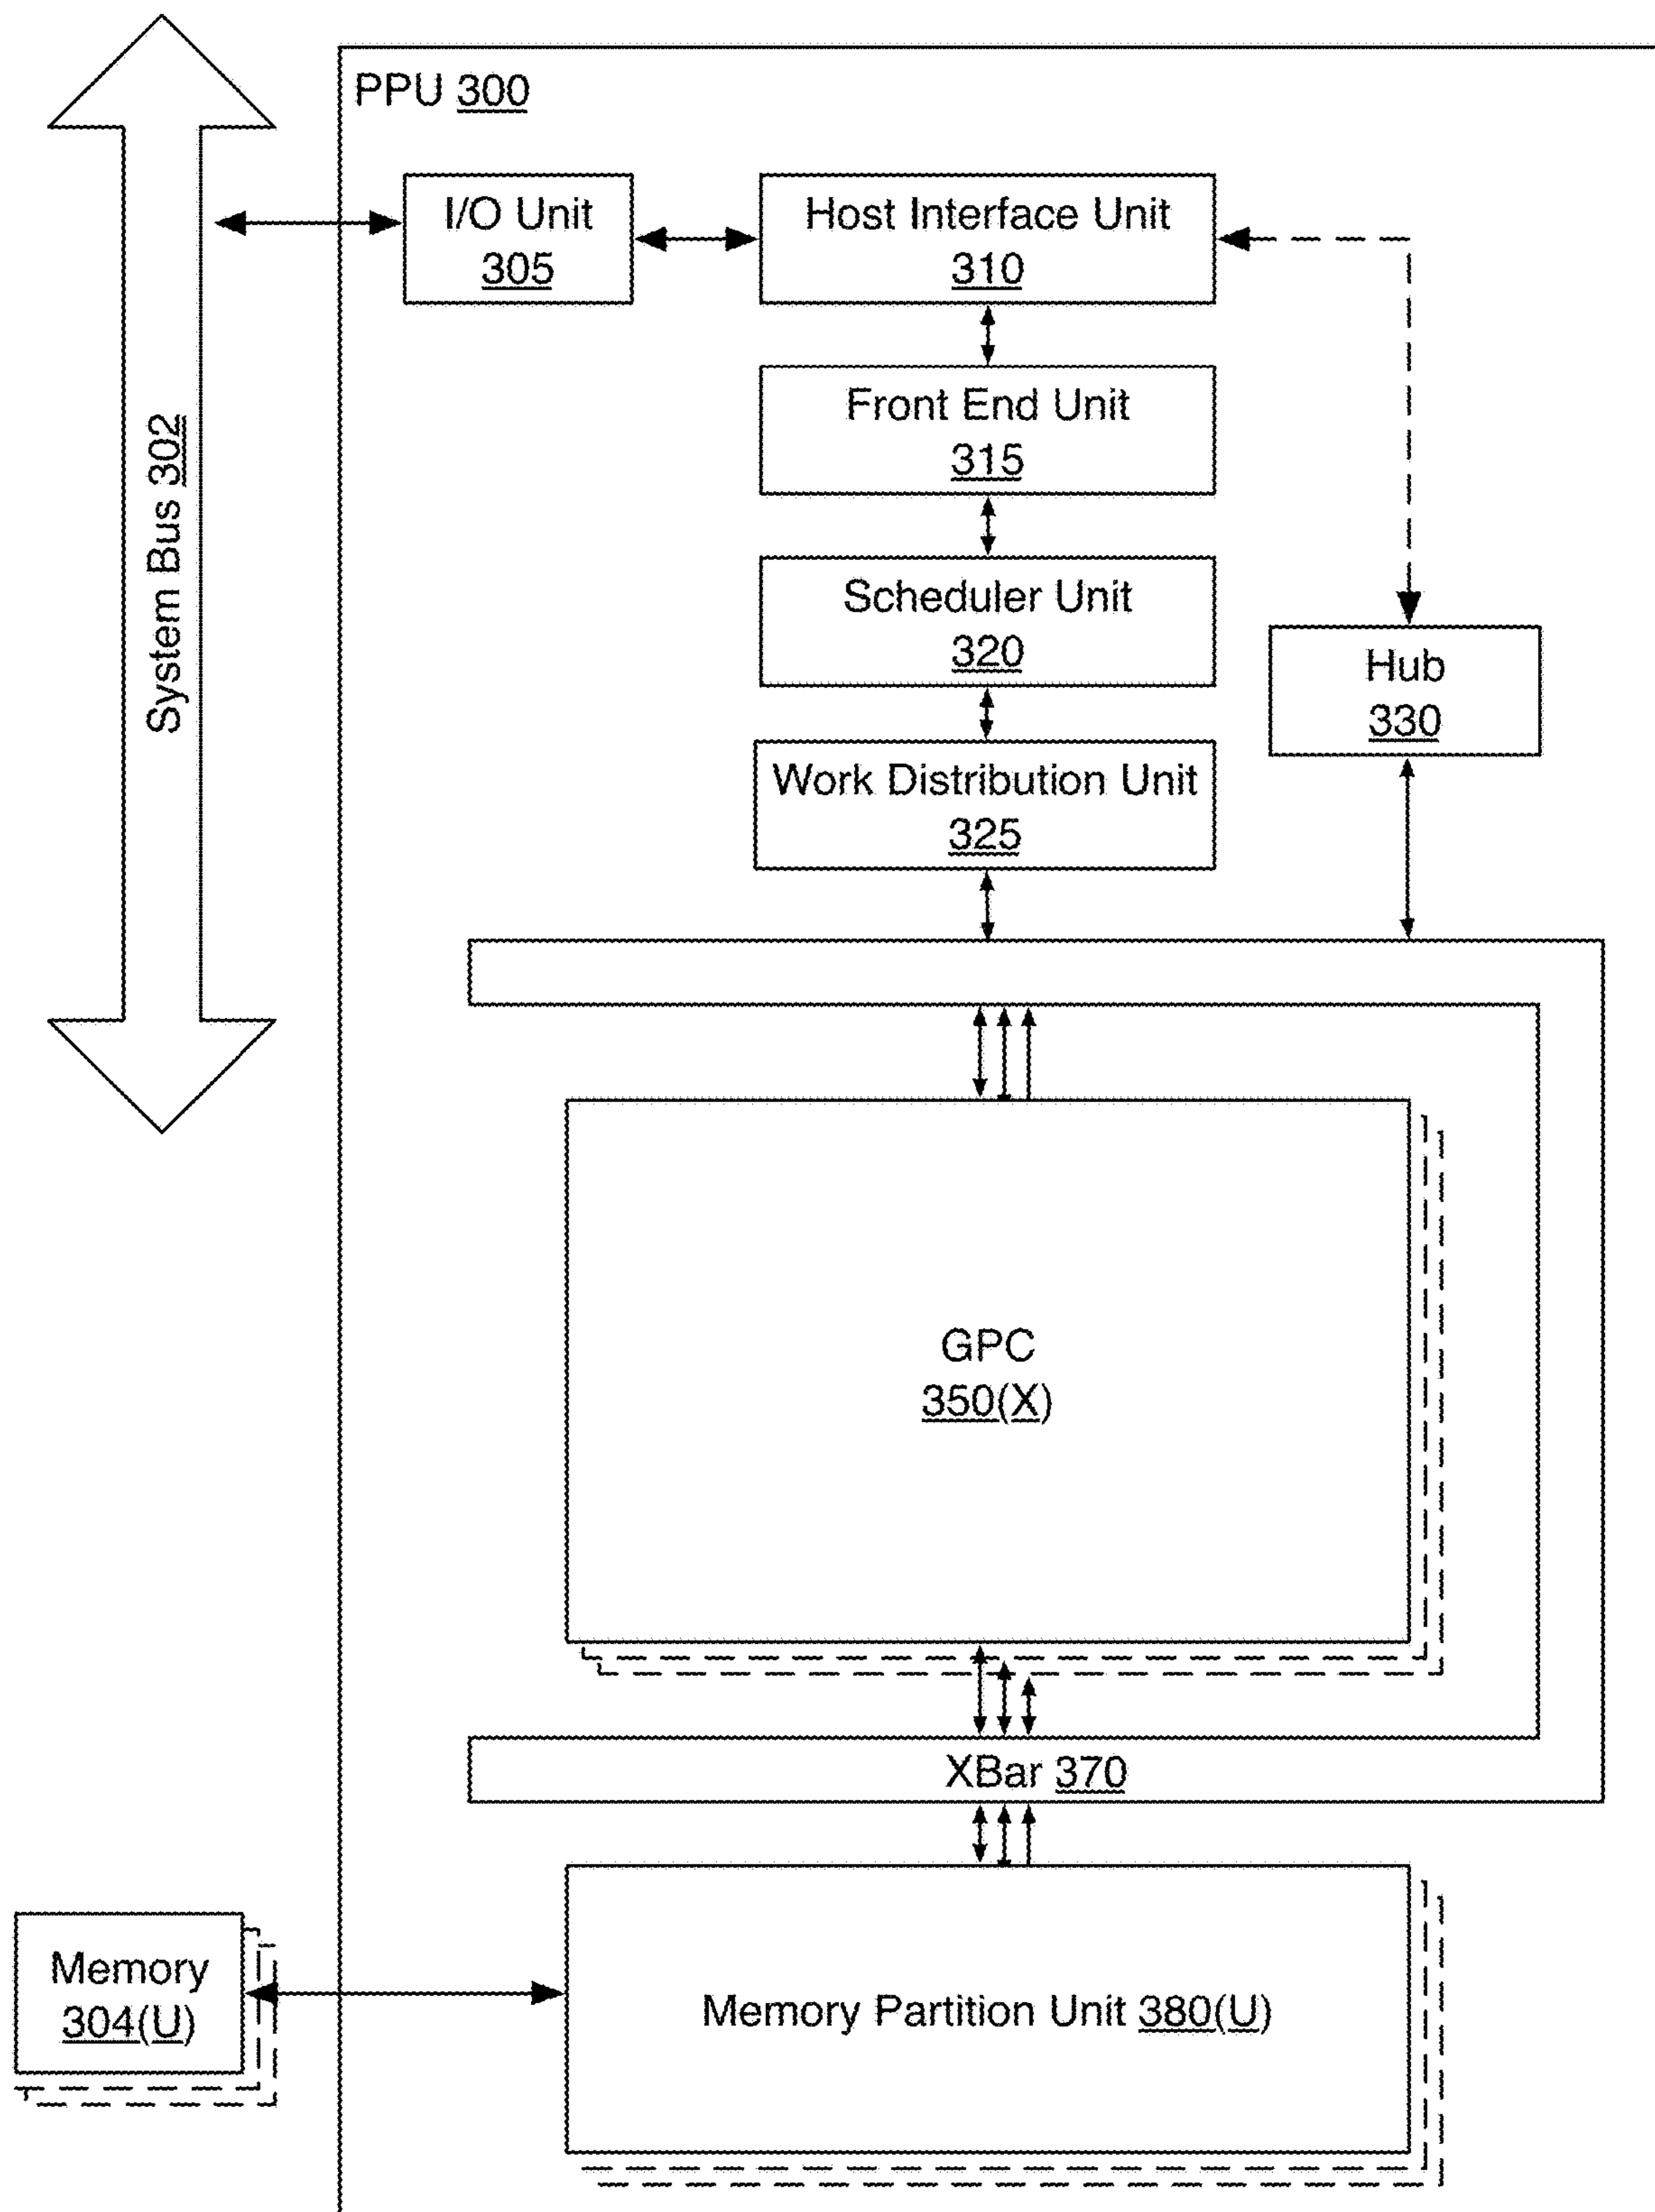 PPU 300
I/O Unit
305
Host Interface Unit
310
Front End Unit
315
System Bus 302
Scheduler Unit
320
Hub
330
Work Distribution Unit
325
GPC
350(X)
XBar 370
Memory
304(U)
Memory Partition Unit 380(U)